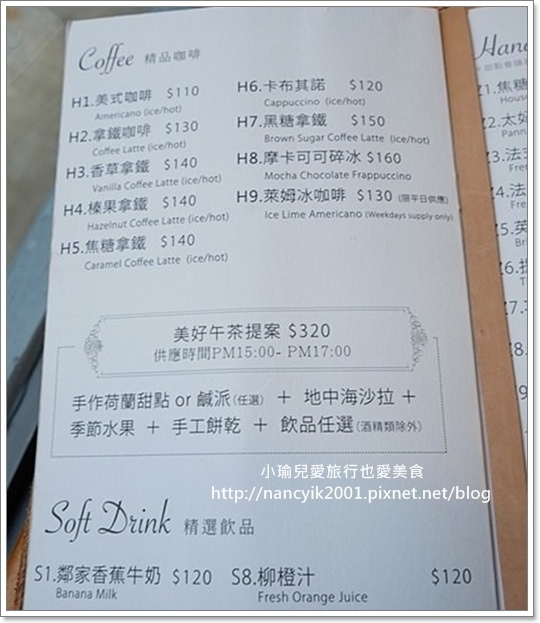 Coffee 精品咖啡
H1.美式咖啡 $110
Americano (ice/hot)
H2.拿鐵咖啡 $130
Coffee Latte (ice/hot)
H3.香草拿鐵 $140
Vanilla Coffee Latte (ice/hot)
H4.榛果拿鐵 $140
Hazelnut Coffee Latte (ice/hot)
H5.焦糖拿鐵 $140
Caramel Coffee Latte (ice/hot)
H6.卡布其諾 $120
Cappuccino (ice/hot)
H7.黑糖拿鐵 $150
Brown Sugar Coffee Latte (ice/hot)
H8.摩卡可可碎冰 $160
Mocha Chocolate Frappuccino
H9.萊姆冰咖啡 $130 (限平日供應)
Ice Lime Americano (Weekdays supply only)
美好午茶提案 $320
供應時間PM15:00- PM17:00
手作荷蘭甜點 or 鹹派(任選) + 地中海沙拉 +
季節水果 + 手工餅乾 + 飲品任選(酒精類除外)
小瑜兒愛旅行也愛美食
http://nancyik2001.pixnet.net/blog
Soft Drink 精選飲品
S1.鄰家香蕉牛奶 $120
Banana Milk
S8.柳橙汁 $120
Fresh Orange Juice